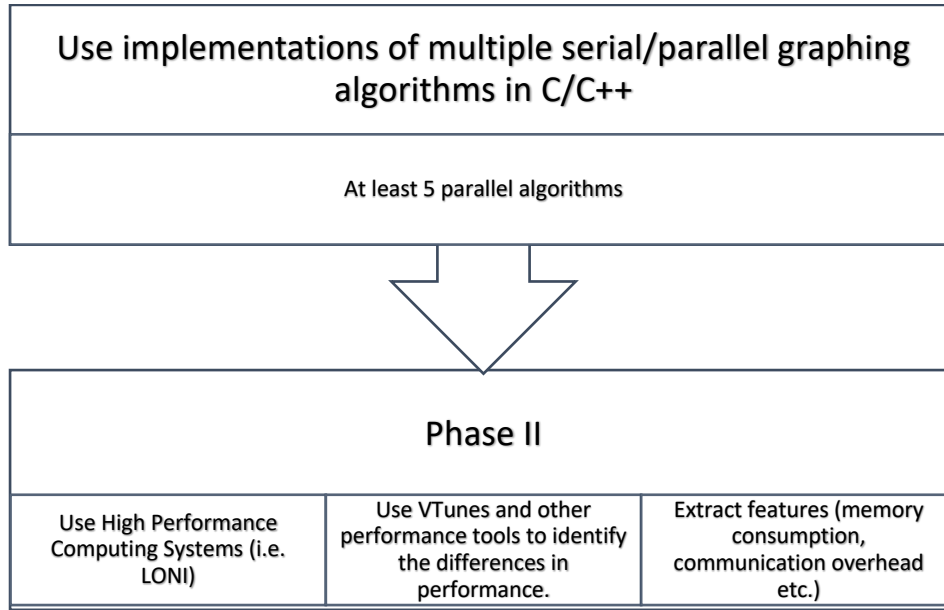 Use implementations of multiple serial/parallel graphing
algorithms in C/C++
At least 5 parallel algorithms
Phase II
Use High Performance
Computing Systems (i.e.
LONI)
Use VTunes and other
performance tools to identify
the differences in
performance.
Extract features (memory
consumption,
communication overhead
etc.)